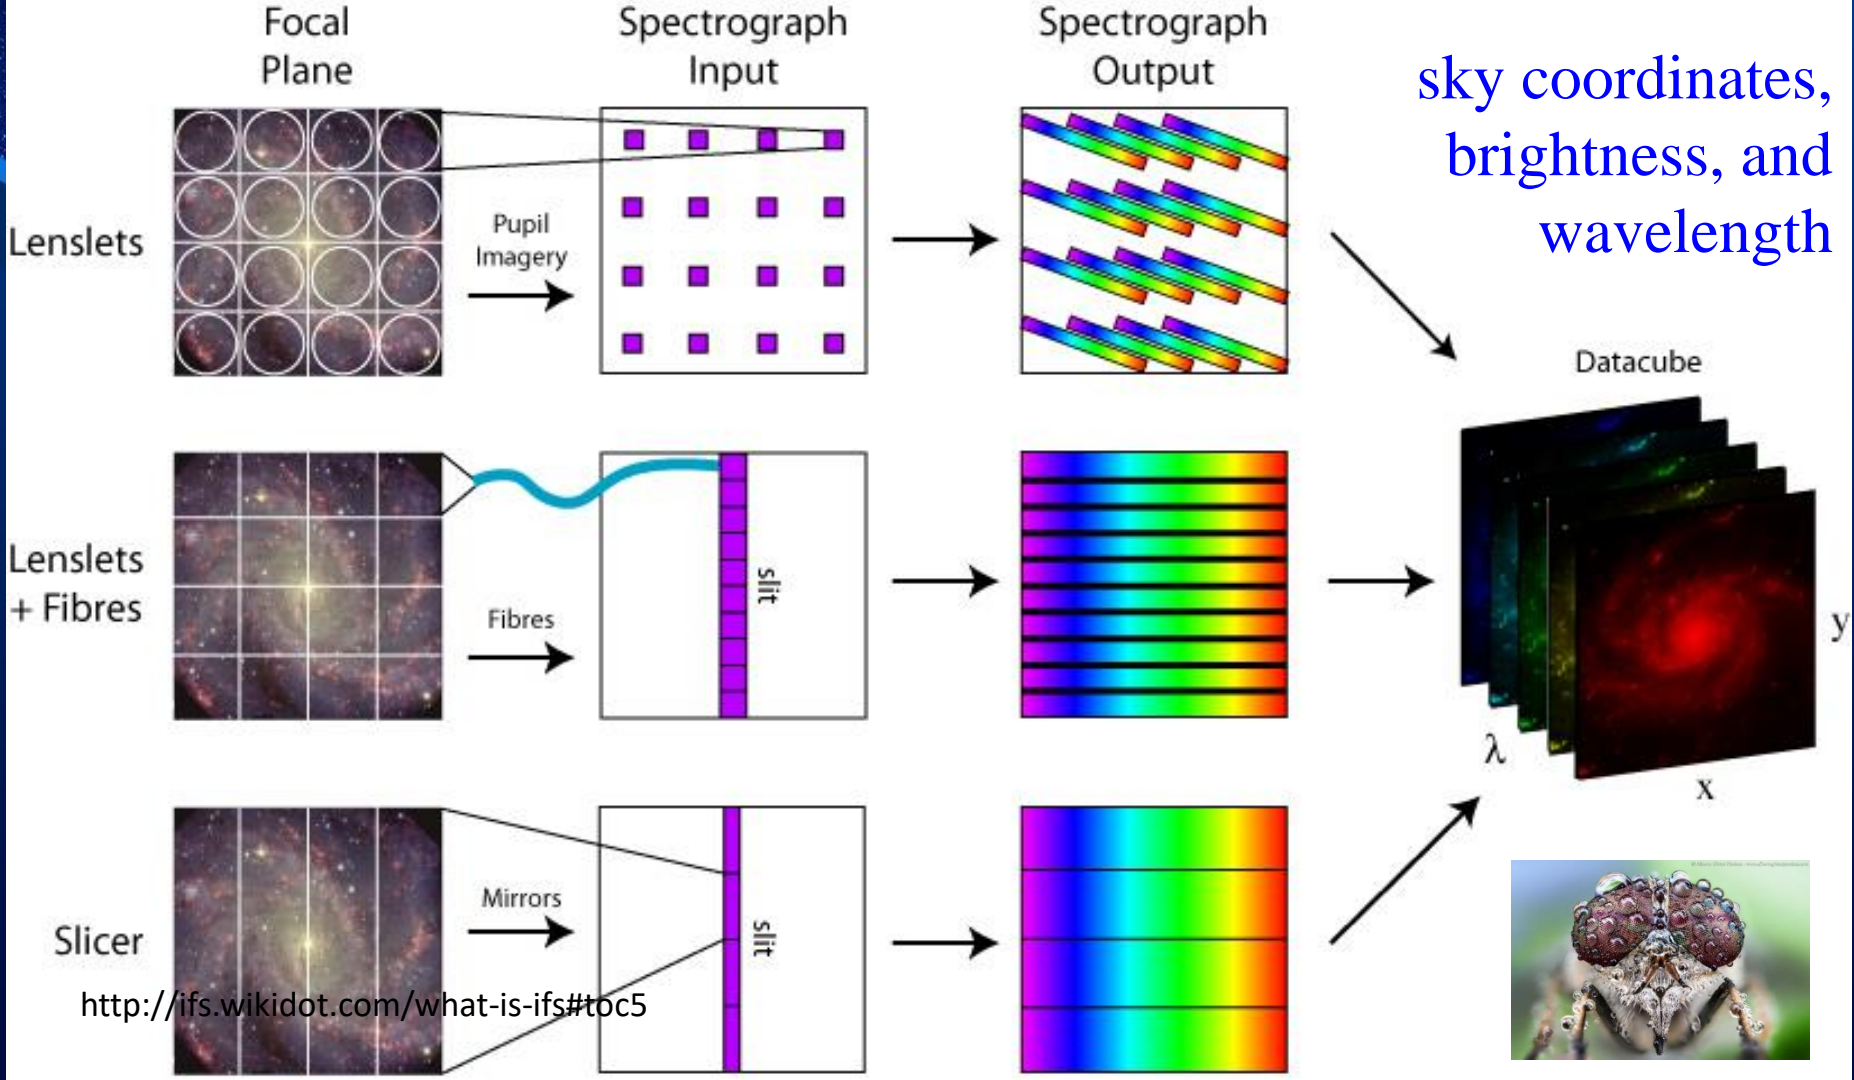 Focal
Plane
Spectrograph
Input
Spectrograph
Output
sky coordinates,
brightness, and
wavelength
Lenslets
Pupil
Imagery
Datacube
Lenslets
+ Fibres
Fibres
slit
y
λ
x
Slicer
Mirrors
slit
http://ifs.wikidot.com/what-is-ifs#toc5